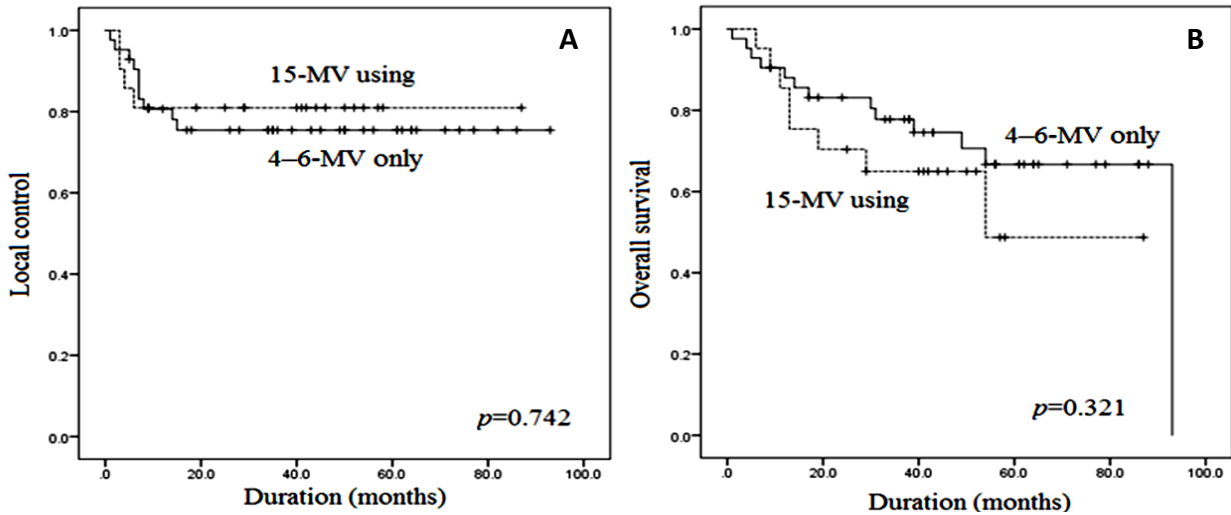 A
1.0
0.8
0.6
0.4
0.2
0.0
Local control
15-MV using
4–6-MV only
p=0.742
.0
20.0
40.0
60.0
80.0
100.0
Duration (months)
B
1.0
0.8
0.6
0.4
0.2
0.0
Overall survival
4–6-MV only
15-MV using
p=0.321
.0
20.0
40.0
60.0
80.0
100.0
Duration (months)